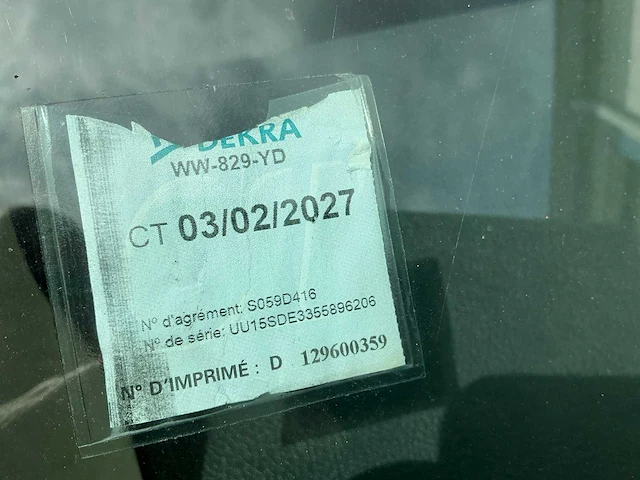 DEKRA
WW-829-YD
CT 03/02/2027
N° d'agrément: S059D416
N° de série: UU15SDE3355896206
N° D'IMPRIMÉ : D 129600359